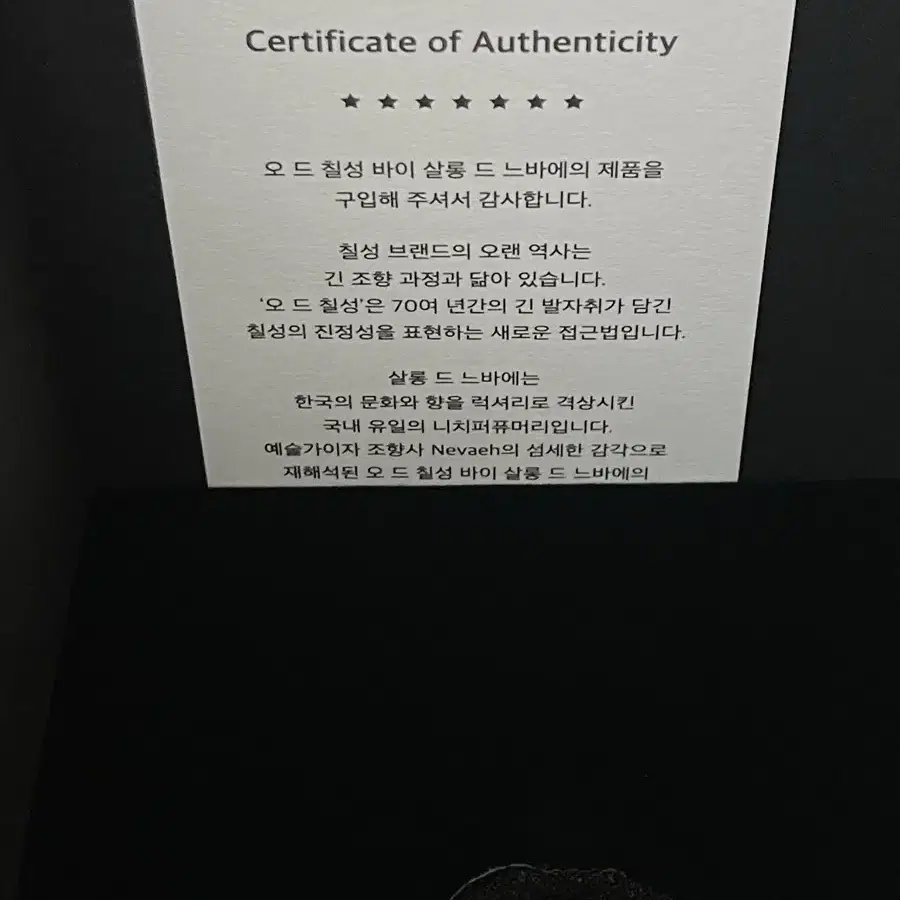 Certificate of Authenticity
★ ★ ★ ★ ★ ★ ★
오 드 칠성 바이 살롱 드 느바에의 제품을
구입해 주셔서 감사합니다.
칠성 브랜드의 오랜 역사는
긴 조향 과정과 닮아 있습니다.
‘오 드 칠성’은 70여 년간의 긴 발자취가 담긴
칠성의 진정성을 표현하는 새로운 접근법입니다.
살롱 드 느바에는
한국의 문화와 향을 럭셔리로 격상시킨
국내 유일의 니치퍼퓨머리입니다.
예술가이자 조향사 Nevaeh의 섬세한 감각으로
재해석된 오 드 칠성 바이 살롱 드 느바에의